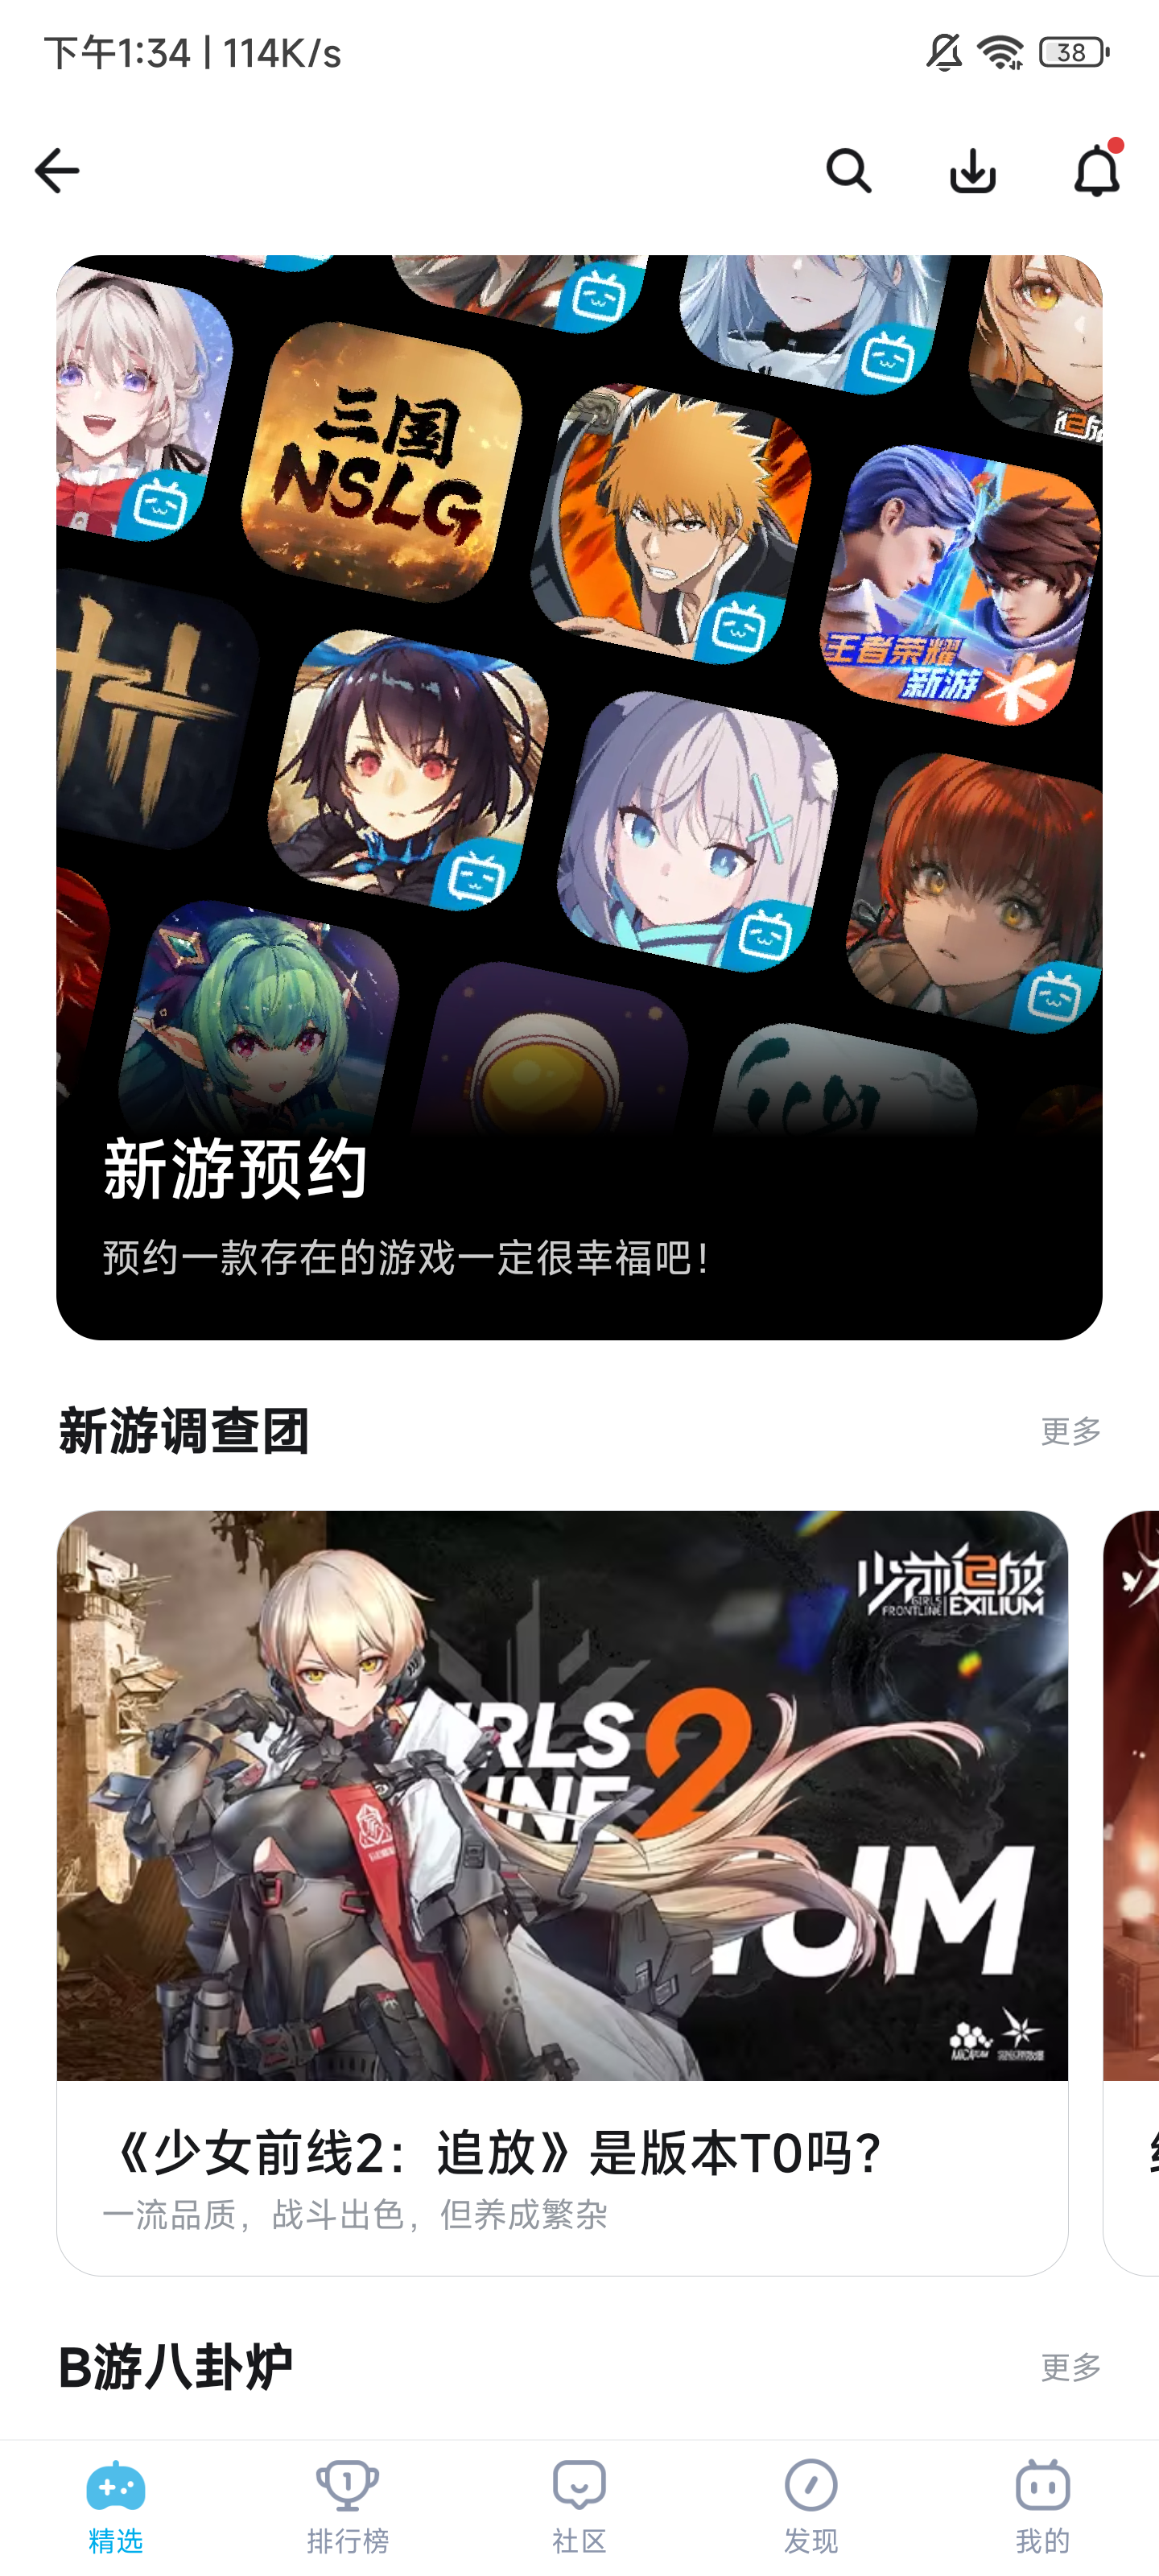 下午1:34 | 114K/s
38
三国
NSLG
王者荣耀
新游
新游预约
预约一款存在的游戏一定很幸福吧！
新游调查团
更多
少前2追放
GIRLS
FRONTLINE
EXILIUM
RLS
INE
2
IUM
《少女前线2：追放》是版本T0吗？
一流品质，战斗出色，但养成繁杂
B游八卦炉
更多
精选
排行榜
社区
发现
我的